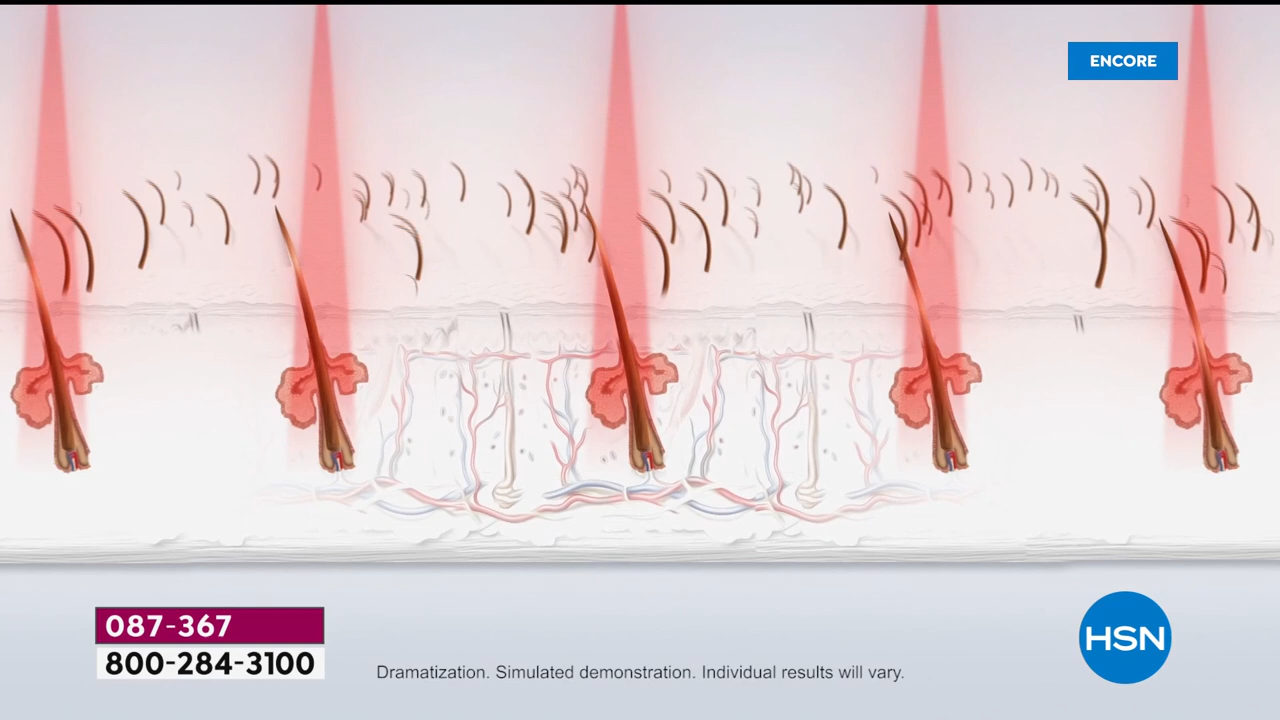 ENCORE
087-367
800-284-3100
Dramatization. Simulated demonstration. Individual results will vary.
HSN